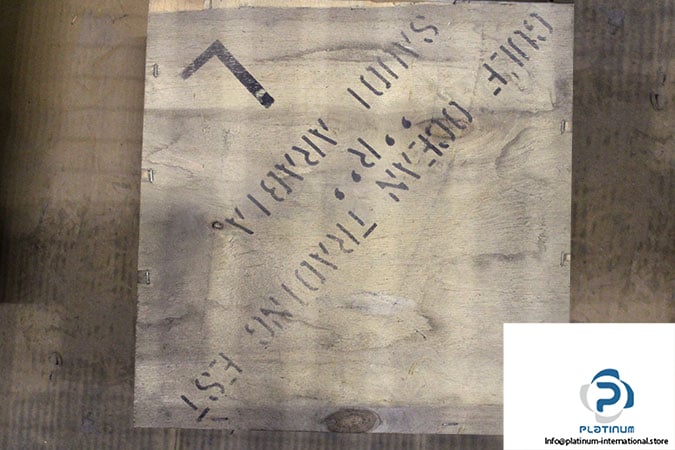 GULF OCEAN TRADING EST
,, R ,,
SAUDI ARABIA.
L
PLATINUM
Info@platinum-international.store